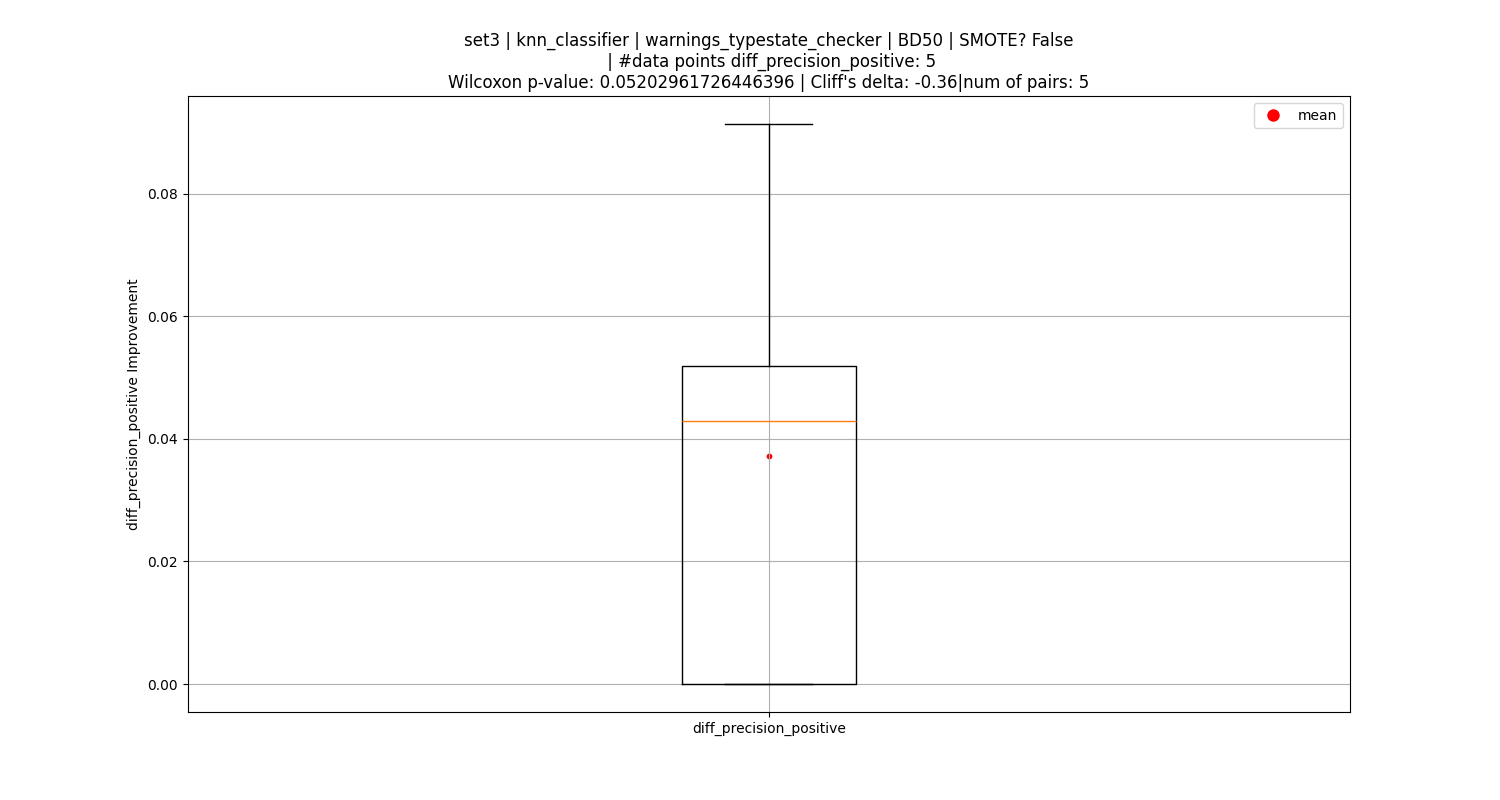 set3 | knn_classifier | warnings_typestate_checker | BD50 | SMOTE? False
| #data points diff_precision_positive: 5
Wilcoxon p-value: 0.05202961726446396 | Cliff's delta: -0.36|num of pairs: 5
mean
0.08
0.06
0.04
0.02
0.00
diff_precision_positive Improvement
diff_precision_positive